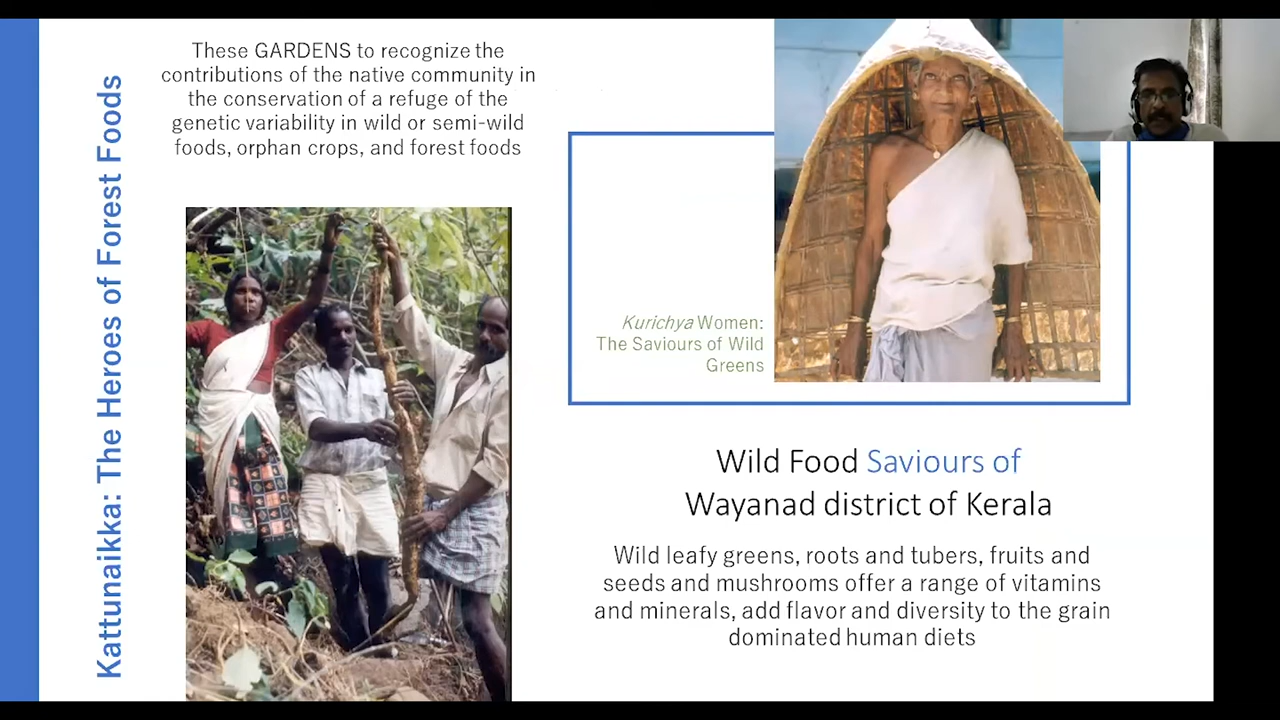 Kattunaikka: The Heroes of Forest Foods
These GARDENS to recognize the
contributions of the native community in
the conservation of a refuge of the
genetic variability in wild or semi-wild
foods, orphan crops, and forest foods
Kurichya Women:
The Saviours of Wild
Greens
Wild Food Saviours of
Wayanad district of Kerala
Wild leafy greens, roots and tubers, fruits and
seeds and mushrooms offer a range of vitamins
and minerals, add flavor and diversity to the grain
dominated human diets